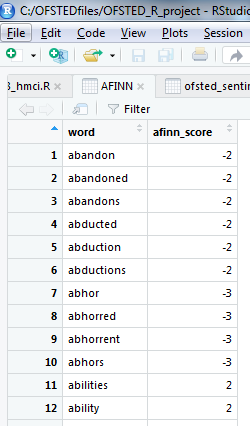 C:/OFSTEDfiles/OFSTED_R_project - RStudio
File Edit Code View Plots Session
3_hmci.R AFINN ofsted_senti
Filter
word afinn_score
1 abandon -2
2 abandoned -2
3 abandons -2
4 abducted -2
5 abduction -2
6 abductions -2
7 abhor -3
8 abhorred -3
9 abhorrent -3
10 abhors -3
11 abilities 2
12 ability 2